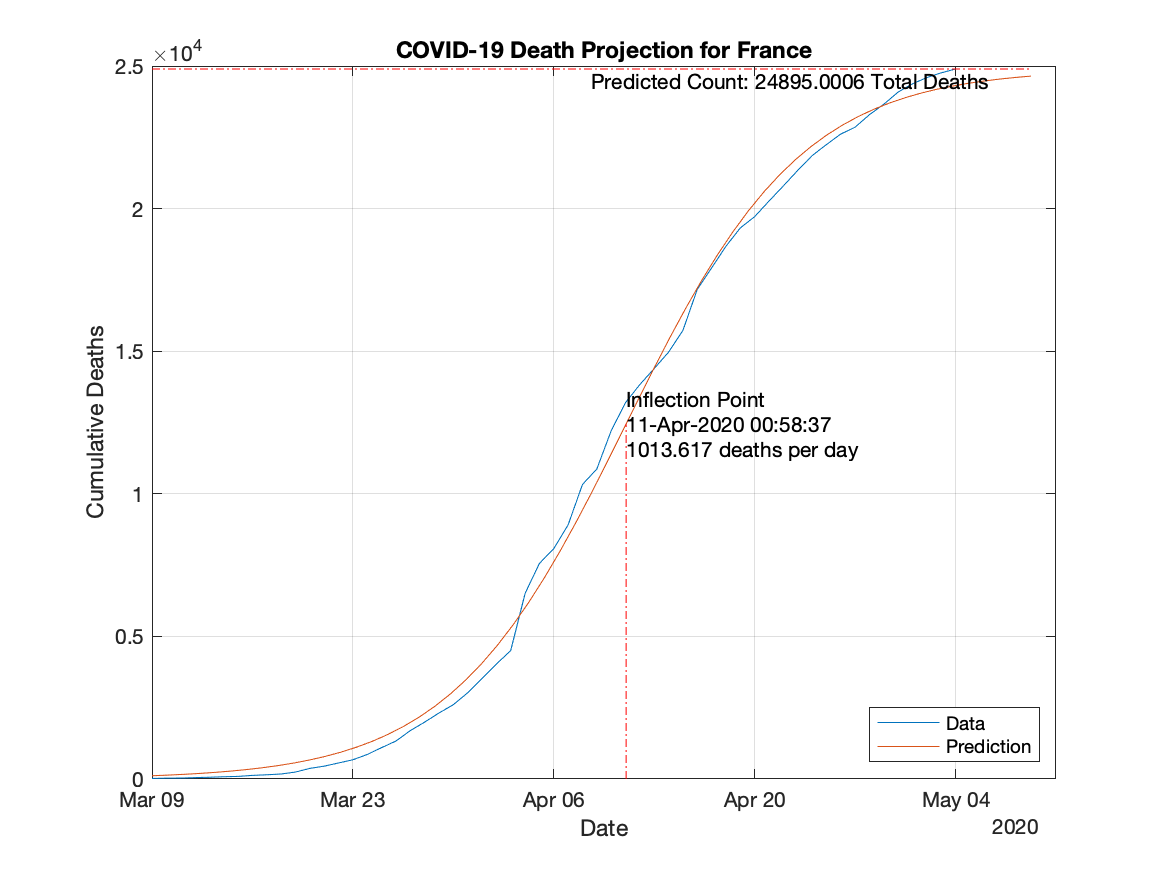 COVID-19 Death Projection for France
×10⁴
2.5
2
1.5
1
0.5
0
Cumulative Deaths
Predicted Count: 24895.0006 Total Deaths
Inflection Point
11-Apr-2020 00:58:37
1013.617 deaths per day
Data
Prediction
Mar 09 Mar 23 Apr 06 Apr 20 May 04
Date
2020